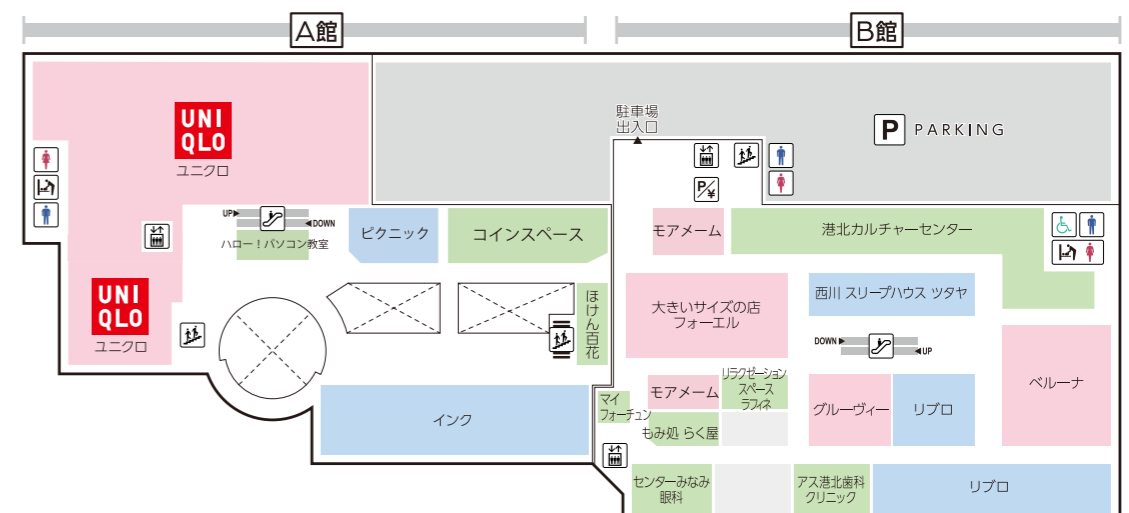 A館
B館
UNI
QLO
ユニクロ
駐車場
出入口
P PARKING
P/¥
UP▶
◀DOWN
ハロー!パソコン教室
ピクニック
コインスペース
モアメーム
港北カルチャーセンター
UNI
QLO
ユニクロ
ほけん百花
大きいサイズの店
フォーエル
西川 スリープハウス ツタヤ
DOWN▶
◀UP
ベルーナ
インク
マイ
フォーチュン
モアメーム
リラクゼーション
スペース
ラフィネ
もみ処 らく屋
グルーヴィー
リブロ
センターみなみ
眼科
アス港北歯科
クリニック
リブロ